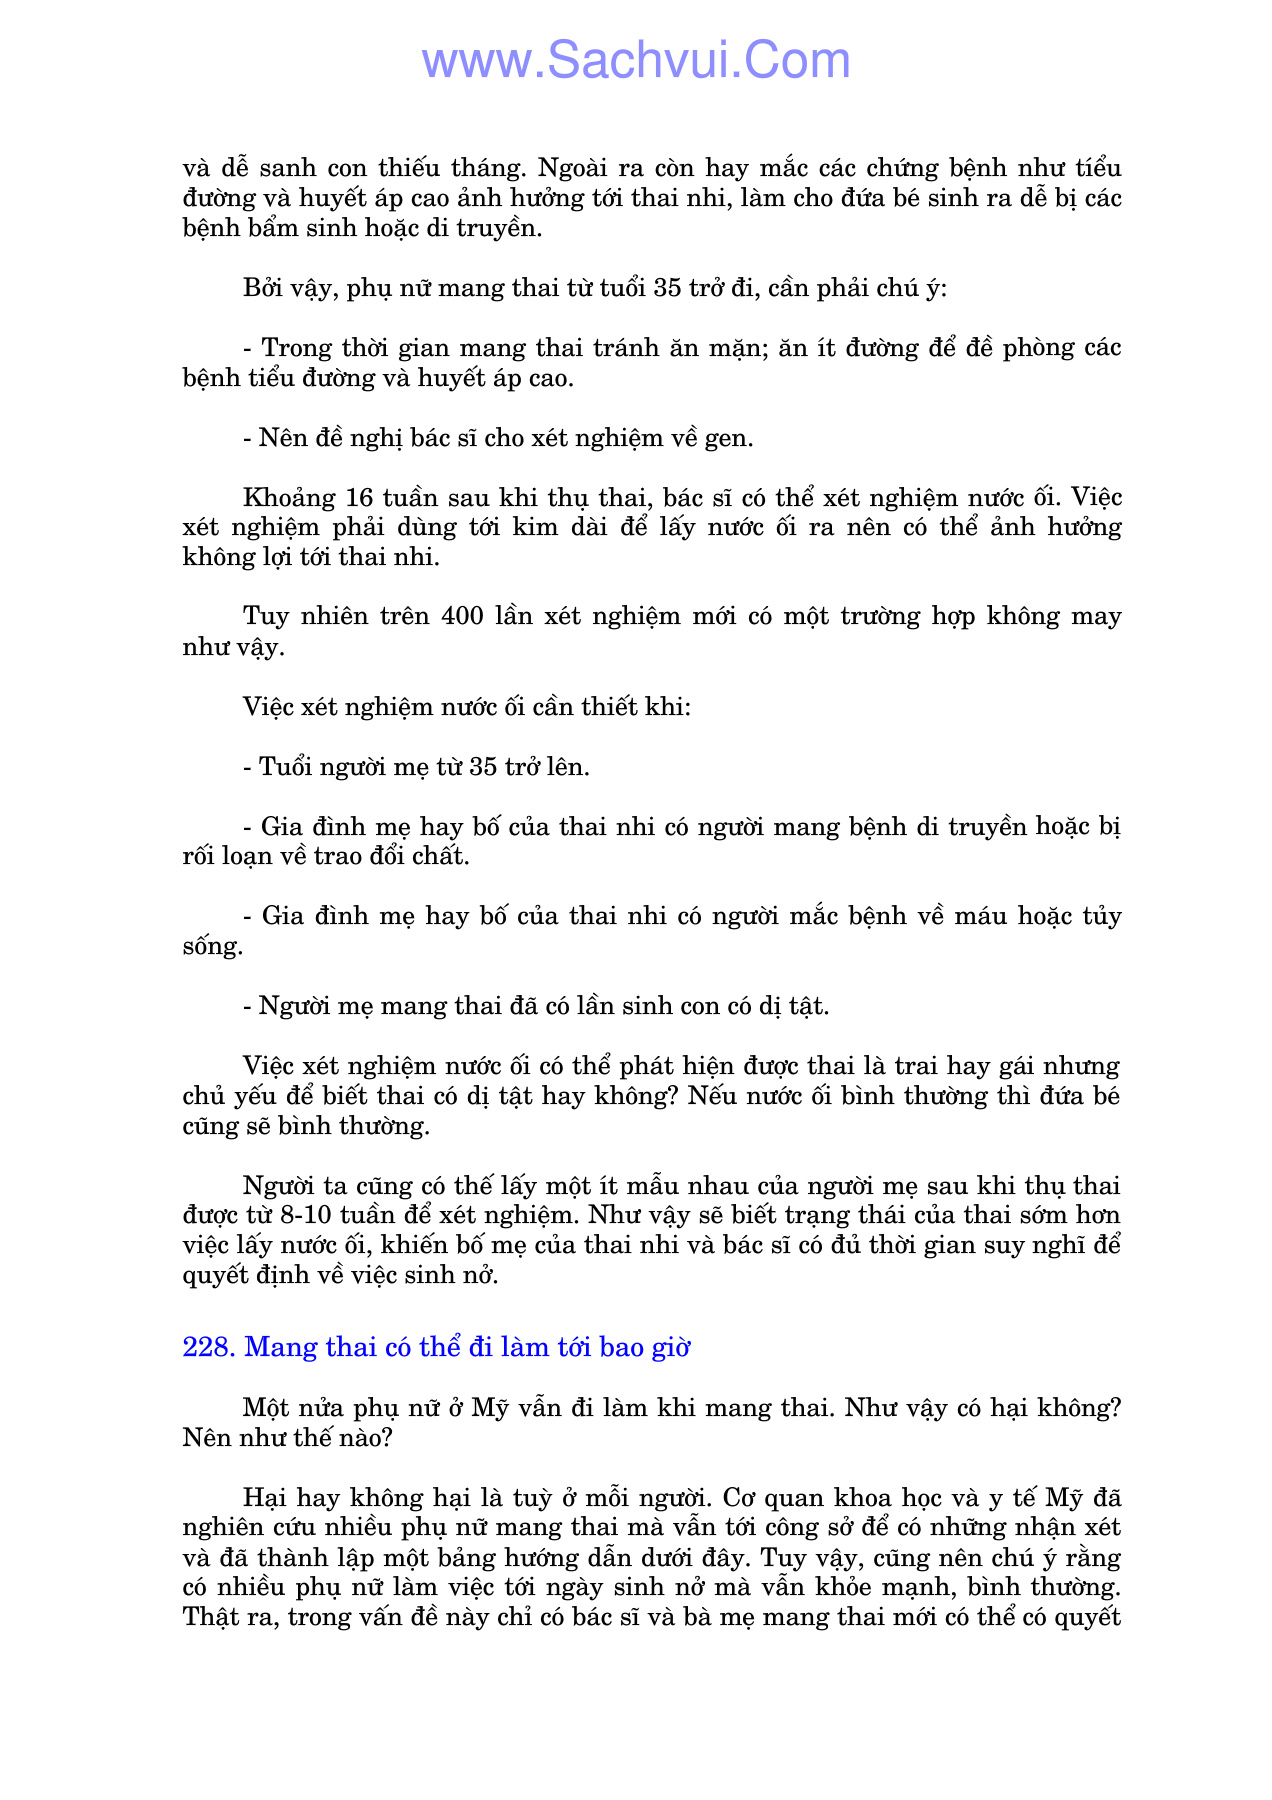 www.Sachvui.Com
và dễ sanh con thiếu tháng. Ngoài ra còn hay mắc các chứng bệnh như tíểu
đường và huyết áp cao ảnh hưởng tới thai nhi, làm cho đứa bé sinh ra dễ bị các
bệnh bẩm sinh hoặc di truyền.
Bởi vậy, phụ nữ mang thai từ tuổi 35 trở đi, cần phải chú ý:
- Trong thời gian mang thai tránh ăn mặn; ăn ít đường để đề phòng các
bệnh tiểu đường và huyết áp cao.
- Nên đề nghị bác sĩ cho xét nghiệm về gen.
Khoảng 16 tuần sau khi thụ thai, bác sĩ có thể xét nghiệm nước ối. Việc
xét nghiệm phải dùng tới kim dài để lấy nước ối ra nên có thể ảnh hưởng
không lợi tới thai nhi.
Tuy nhiên trên 400 lần xét nghiệm mới có một trường hợp không may
như vậy.
Việc xét nghiệm nước ối cần thiết khi:
- Tuổi người mẹ từ 35 trở lên.
- Gia đình mẹ hay bố của thai nhi có người mang bệnh di truyền hoặc bị
rối loạn về trao đổi chất.
- Gia đình mẹ hay bố của thai nhi có người mắc bệnh về máu hoặc tủy
sống.
- Người mẹ mang thai đã có lần sinh con có dị tật.
Việc xét nghiệm nước ối có thể phát hiện được thai là trai hay gái nhưng
chủ yếu để biết thai có dị tật hay không? Nếu nước ối bình thường thì đứa bé
cũng sẽ bình thường.
Người ta cũng có thế lấy một ít mẫu nhau của người mẹ sau khi thụ thai
được từ 8-10 tuần để xét nghiệm. Như vậy sẽ biết trạng thái của thai sớm hơn
việc lấy nước ối, khiến bố mẹ của thai nhi và bác sĩ có đủ thời gian suy nghĩ để
quyết định về việc sinh nở.
228. Mang thai có thể đi làm tới bao giờ
Một nửa phụ nữ ở Mỹ vẫn đi làm khi mang thai. Như vậy có hại không?
Nên như thế nào?
Hại hay không hại là tuỳ ở mỗi người. Cơ quan khoa học và y tế Mỹ đã
nghiên cứu nhiều phụ nữ mang thai mà vẫn tới công sở để có những nhận xét
và đã thành lập một bảng hướng dẫn dưới đây. Tuy vậy, cũng nên chú ý rằng
có nhiều phụ nữ làm việc tới ngày sinh nở mà vẫn khỏe mạnh, bình thường.
Thật ra, trong vấn đề này chỉ có bác sĩ và bà mẹ mang thai mới có thể có quyết